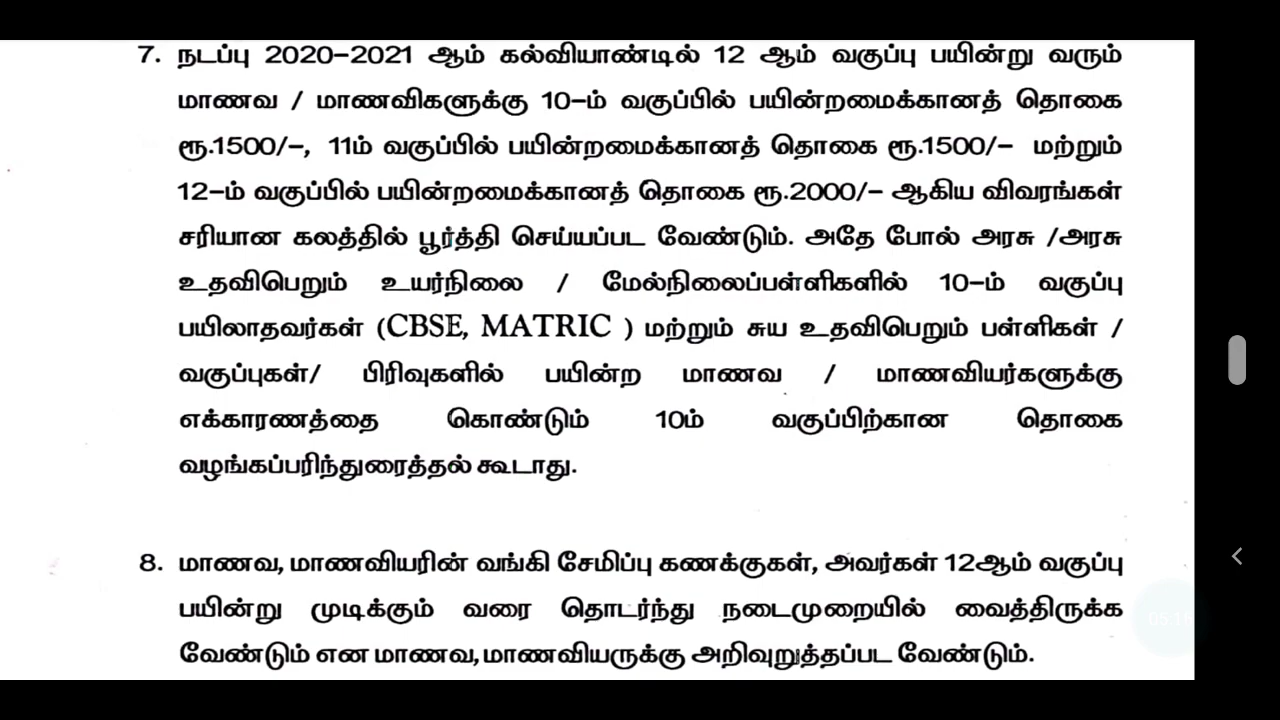 7. நடப்பு 2020-2021 ஆம் கல்வியாண்டில் 12 ஆம் வகுப்பு பயின்று வரும்
மாணவ / மாணவிகளுக்கு 10-ம் வகுப்பில் பயின்றமைக்கானத் தொகை
ரூ.1500/-, 11ம் வகுப்பில் பயின்றமைக்கானத் தொகை ரூ.1500/- மற்றும்
12-ம் வகுப்பில் பயின்றமைக்கானத் தொகை ரூ.2000/- ஆகிய விவரங்கள்
சரியான கலத்தில் பூர்த்தி செய்யப்பட வேண்டும். அதே போல் அரசு /அரசு
உதவிபெறும் உயர்நிலை / மேல்நிலைப்பள்ளிகளில் 10-ம் வகுப்பு
பயிலாதவர்கள் (CBSE, MATRIC ) மற்றும் சுய உதவிபெறும் பள்ளிகள் /
வகுப்புகள்/ பிரிவுகளில் பயின்ற மாணவ / மாணவியர்களுக்கு
எக்காரணத்தை கொண்டும் 10ம் வகுப்பிற்கான தொகை
வழங்கப்பரிந்துரைத்தல் கூடாது.
8. மாணவ, மாணவியரின் வங்கி சேமிப்பு கணக்குகள், அவர்கள் 12ஆம் வகுப்பு
பயின்று முடிக்கும் வரை தொடர்ந்து நடைமுறையில் வைத்திருக்க
வேண்டும் என மாணவ, மாணவியருக்கு அறிவுறுத்தப்பட வேண்டும்.